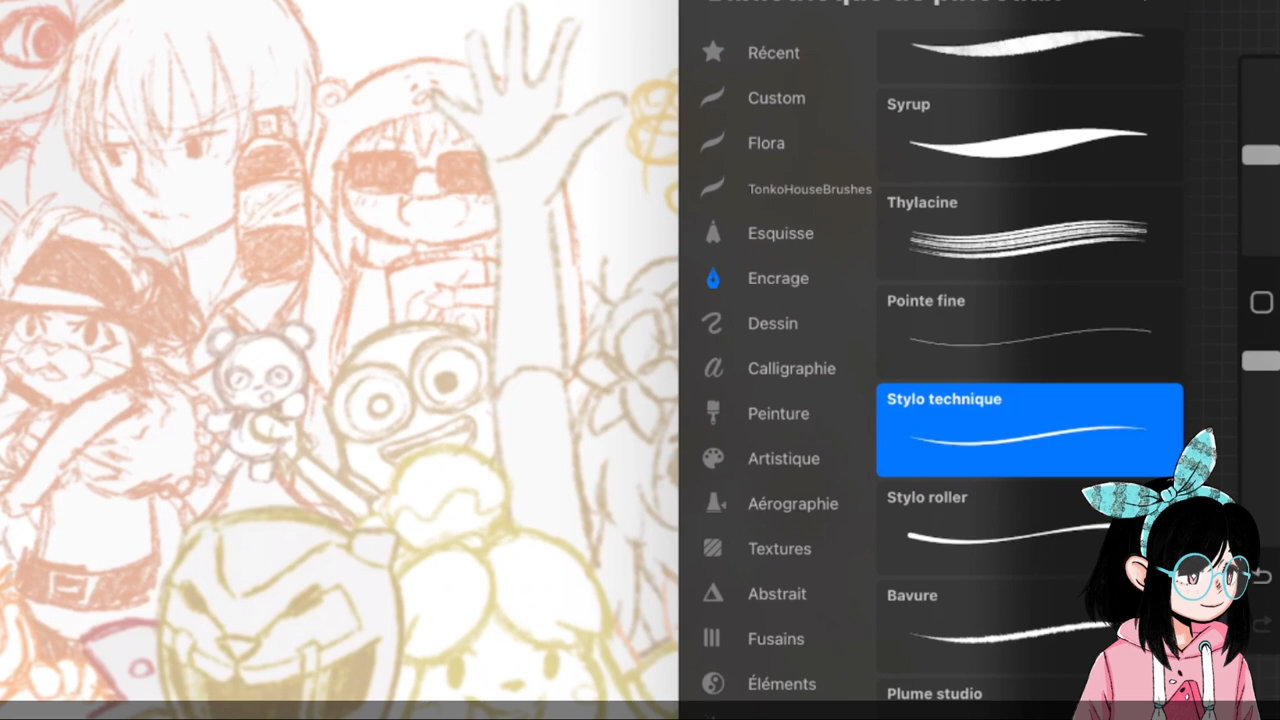 Récent
Custom
Flora
TonkoHouseBrushes
Esquisse
Encrage
Dessin
Calligraphie
Peinture
Artistique
Aérographie
Textures
Abstrait
Fusains
Éléments
Syrup
Thylacine
Pointe fine
Stylo technique
Stylo roller
Bavure
Plume studio